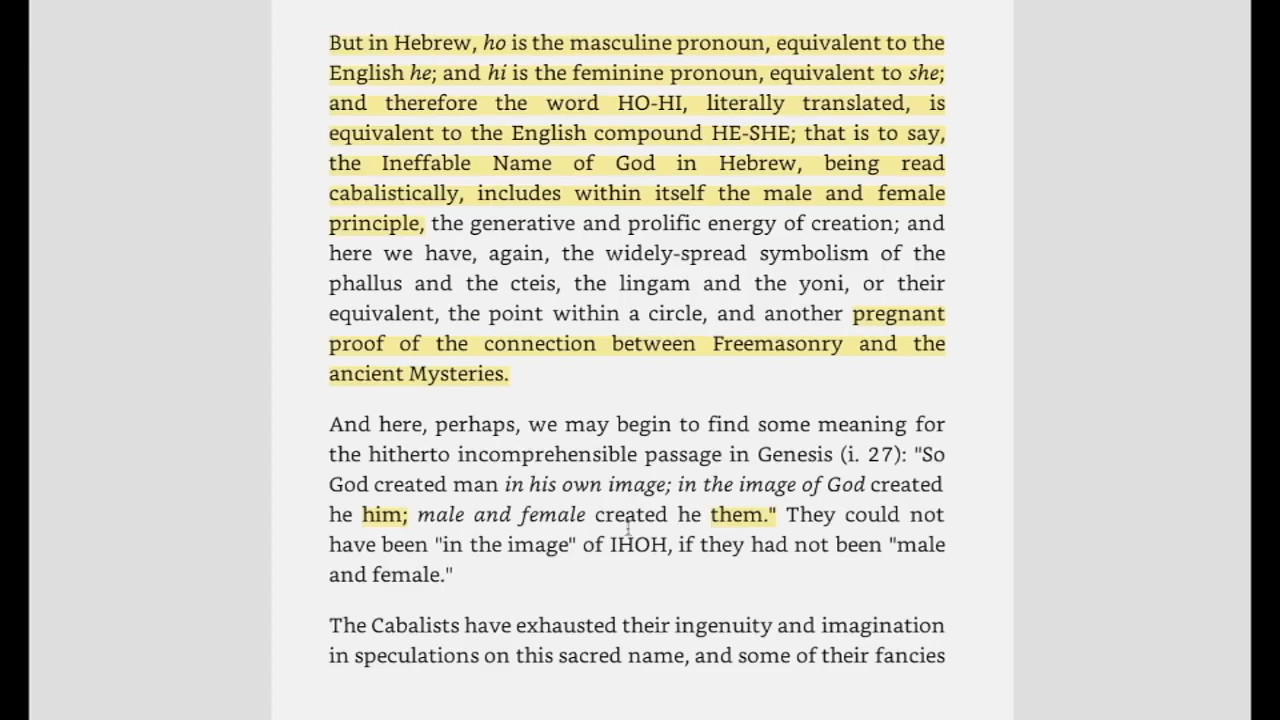 But in Hebrew, ho is the masculine pronoun, equivalent to the
English he; and hi is the feminine pronoun, equivalent to she;
and therefore the word HO-HI, literally translated, is
equivalent to the English compound HE-SHE; that is to say,
the Ineffable Name of God in Hebrew, being read
cabalistically, includes within itself the male and female
principle, the generative and prolific energy of creation; and
here we have, again, the widely-spread symbolism of the
phallus and the cteis, the lingam and the yoni, or their
equivalent, the point within a circle, and another pregnant
proof of the connection between Freemasonry and the
ancient Mysteries.
And here, perhaps, we may begin to find some meaning for
the hitherto incomprehensible passage in Genesis (i. 27): "So
God created man in his own image; in the image of God created
he him; male and female created he them." They could not
have been "in the image" of IHOH, if they had not been "male
and female."
The Cabalists have exhausted their ingenuity and imagination
in speculations on this sacred name, and some of their fancies